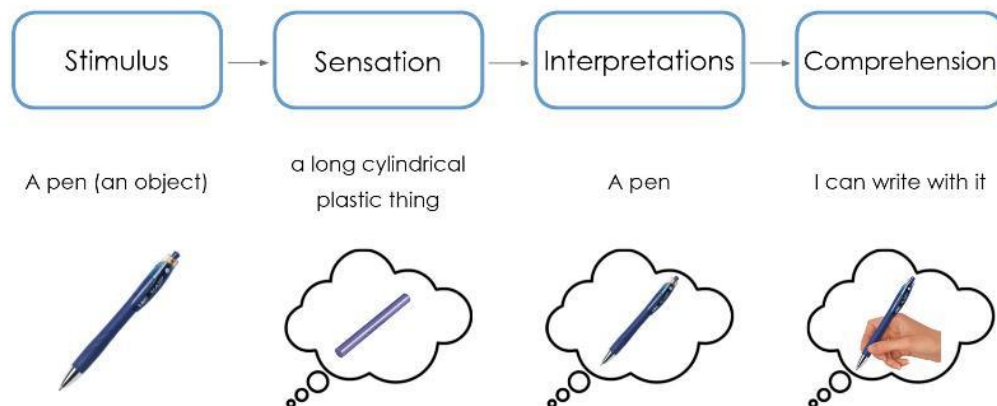 Stimulus
Sensation
Interpretations
Comprehension
A pen (an object)
a long cylindrical
plastic thing
A pen
I can write with it